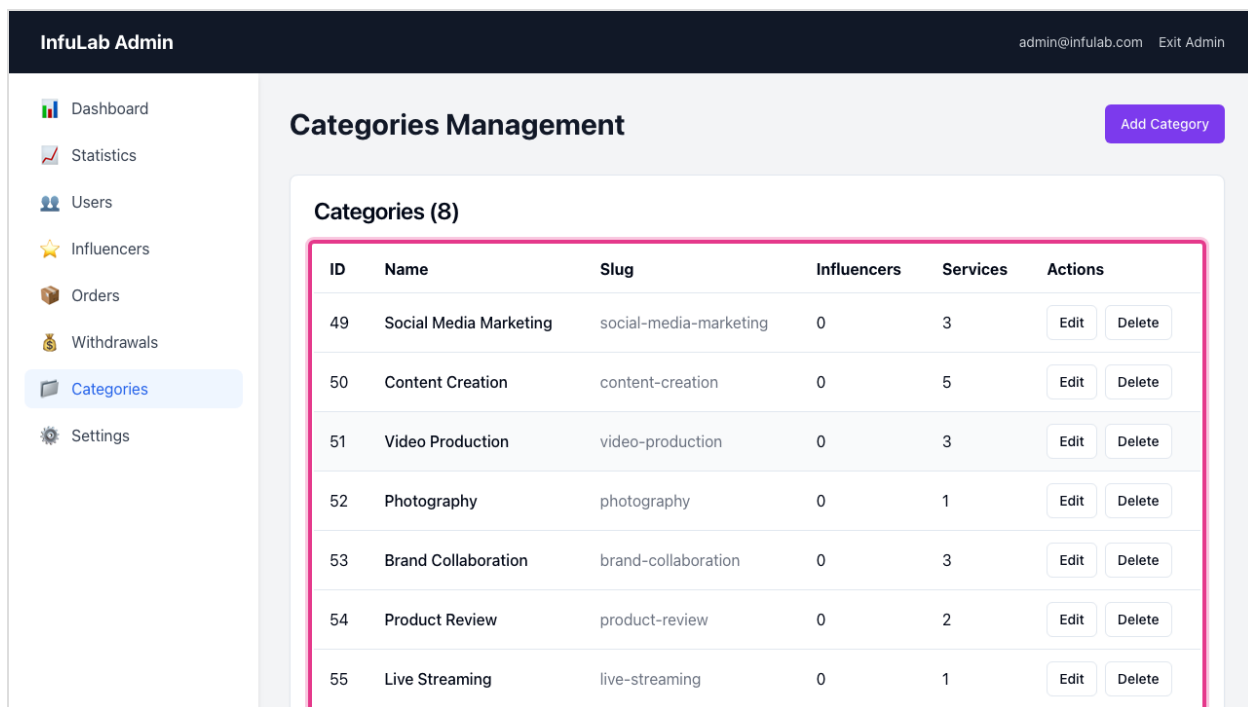 InfuLab Admin
admin@infulab.com Exit Admin
Dashboard
Statistics
Users
Influencers
Orders
Withdrawals
Categories
Settings
Categories Management
Add Category
Categories (8)
ID Name Slug Influencers Services Actions
49 Social Media Marketing social-media-marketing 0 3 Edit Delete
50 Content Creation content-creation 0 5 Edit Delete
51 Video Production video-production 0 3 Edit Delete
52 Photography photography 0 1 Edit Delete
53 Brand Collaboration brand-collaboration 0 3 Edit Delete
54 Product Review product-review 0 2 Edit Delete
55 Live Streaming live-streaming 0 1 Edit Delete